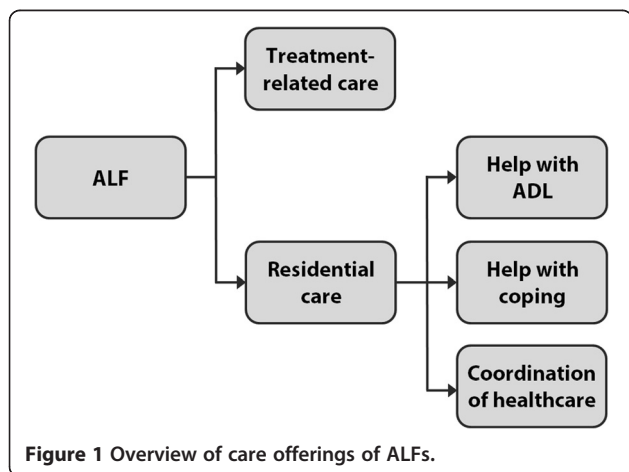 Treatment-
related care
ALF
Help with
ADL
Residential
care
Help with
coping
Coordination
of healthcare
Figure 1 Overview of care offerings of ALFs.